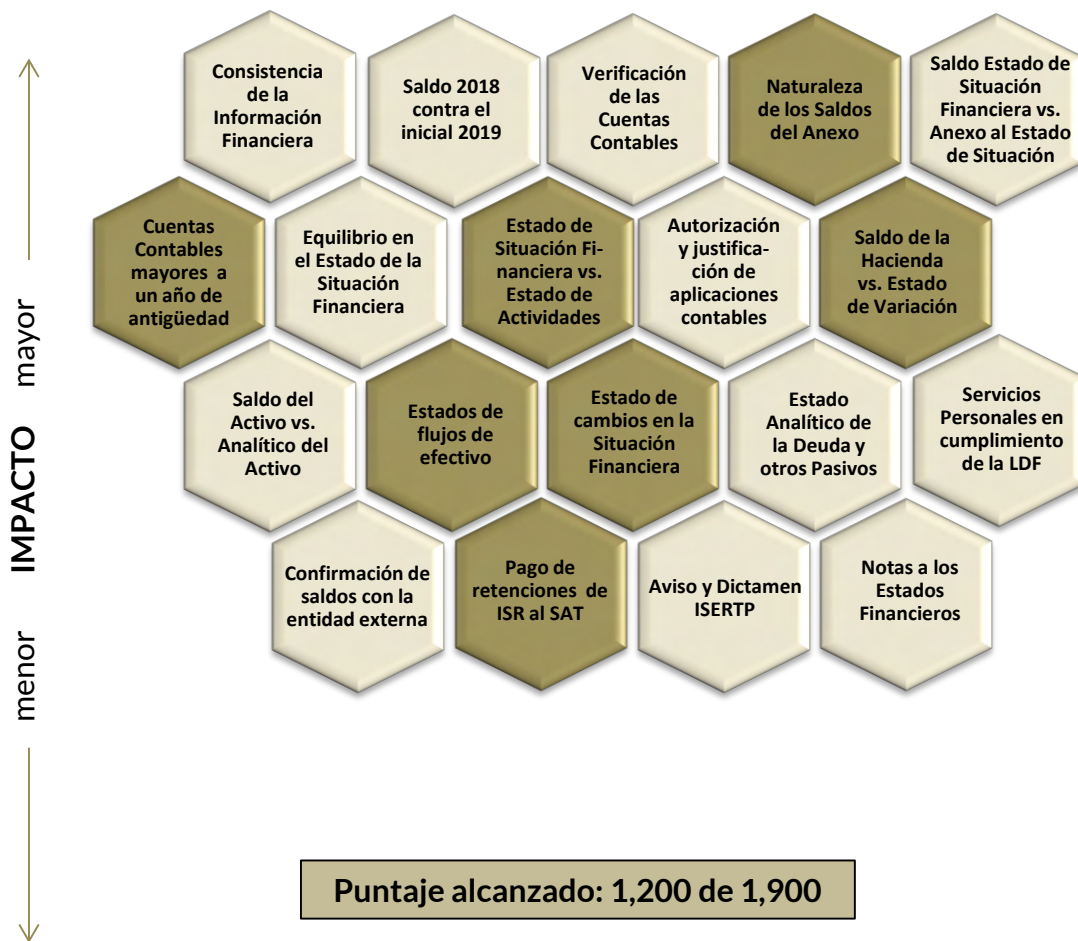 Consistencia
de la
Información
Financiera
Saldo 2018
contra el
inicial 2019
Verificación
de las
Cuentas
Contables
Naturaleza
de los Saldos
del Anexo
Saldo Estado de
Situación
Financiera vs.
Anexo al Estado
de Situación
Cuentas
Contables
mayores a
un año de
antigüedad
Equilibrio en
el Estado de la
Situación
Financiera
Estado de
Situación Fi-
nanciera vs.
Estado de
Actividades
Autorización
y justifica-
ción de
aplicaciones
contables
Saldo de la
Hacienda
vs. Estado
de Variación
Saldo del
Activo vs.
Analítico del
Activo
Estados de
flujos de
efectivo
Estado de
cambios en la
Situación
Financiera
Estado
Analítico de
la Deuda y
otros Pasivos
Servicios
Personales en
cumplimiento
de la LDF
Confirmación de
saldos con la
entidad externa
Pago de
retenciones de
ISR al SAT
Aviso y Dictamen
ISERTP
Notas a los
Estados
Financieros
menor IMPACTO mayor
Puntaje alcanzado: 1,200 de 1,900